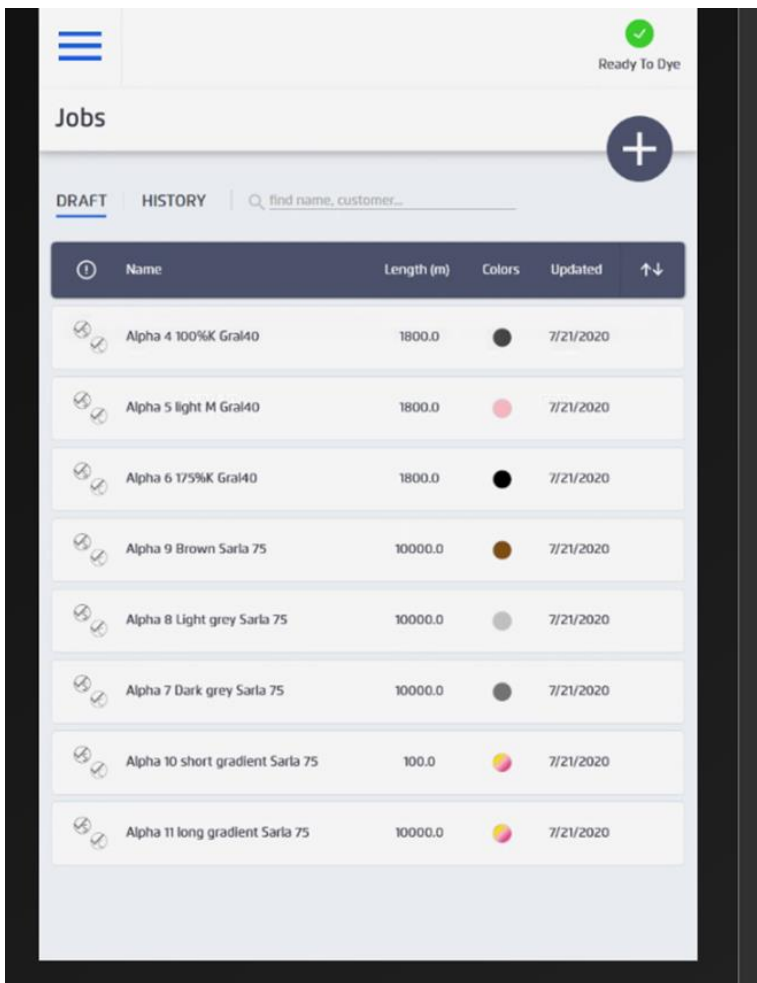 Ready To Dye
Jobs
DRAFT HISTORY find name, customer...
Name Length (m) Colors Updated
Alpha 4 100%K Gral40 1800.0 7/21/2020
Alpha 5 light M Gral40 1800.0 7/21/2020
Alpha 6 175%K Gral40 1800.0 7/21/2020
Alpha 9 Brown Sarla 75 10000.0 7/21/2020
Alpha 8 Light grey Sarla 75 10000.0 7/21/2020
Alpha 7 Dark grey Sarla 75 10000.0 7/21/2020
Alpha 10 short gradient Sarla 75 100.0 7/21/2020
Alpha 11 long gradient Sarla 75 10000.0 7/21/2020